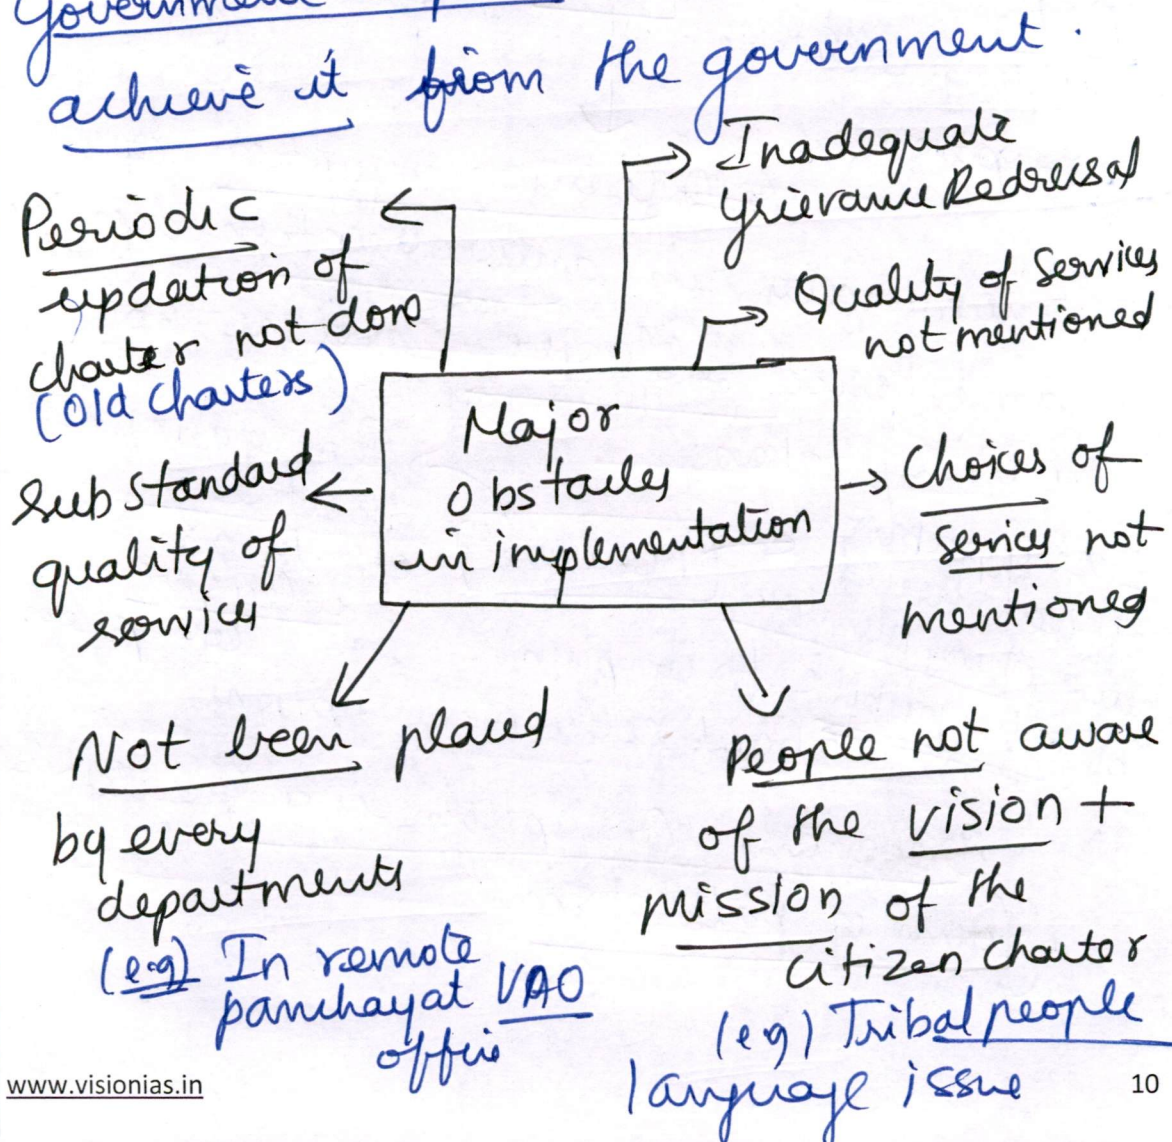 Government
achieve it from the government.
Inadequate
Grievance Redressal
Periodic
updation of
charter not done
(Old Charters)
Quality of Services
not mentioned
Major
Obstacles
in implementation
Sub Standard
quality of
services
Choices of
services not
mentioned
Not been placed
by every
departments
(e.g) In remote
panchayat VAO
office
People not aware
of the vision +
mission of the
citizen charter
(eg) Tribal people
language issue
www.visionias.in
10